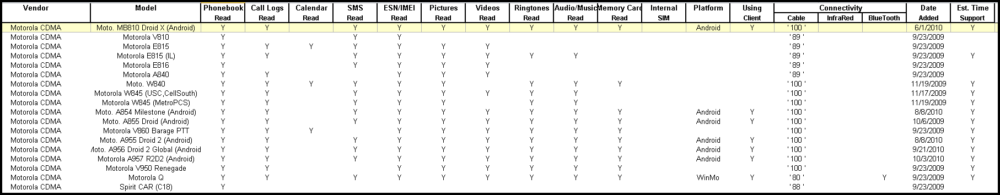 Vendor Model Phonebook Call Logs Calendar SMS ESN/IMEI Pictures Videos Ringtones Audio/Music Memory Card Internal Platform Using Connectivity Date Est. Time
Read Read Read Read Read Read Read Read Read Read SIM Client Cable InfraRed BlueTooth Added Support
Motorola CDMA Moto. MB810 Droid X (Android) Y Y Y Y Y Y Y Y Y Android Y ' 100 ' 6/1/2010 Y
Motorola CDMA Motorola V810 Y Y Y ' 89 ' 9/23/2009
Motorola CDMA Motorola E815 Y Y Y Y Y Y Y ' 89 ' 9/23/2009
Motorola CDMA Motorola E815 (IL) Y Y Y Y Y Y Y Y ' 89 ' 9/23/2009 Y
Motorola CDMA Motorola E816 Y Y Y Y Y ' 89 ' 9/23/2009
Motorola CDMA Motorola A840 Y Y Y Y Y ' 89 ' 9/23/2009
Motorola CDMA Moto. W840 Y Y Y Y Y Y Y Y Y ' 100 ' 11/19/2009 Y
Motorola CDMA Motorola W845 (USC,CellSouth) Y Y Y Y Y Y Y Y ' 100 ' 11/17/2009 Y
Motorola CDMA Motorola W845 (MetroPCS) Y Y Y Y Y Y Y ' 100 ' 11/19/2009 Y
Motorola CDMA Moto. A854 Milestone (Android) Y Y Y Y Y Y Y Y Y Android Y ' 100 ' 8/8/2010 Y
Motorola CDMA Moto. A855 Droid (Android) Y Y Y Y Y Y Y Y Y Android Y ' 100 ' 10/6/2009 Y
Motorola CDMA Motorola V860 Barage PTT Y Y Y Y Y Y Y Y Y ' 100 ' 9/23/2009 Y
Motorola CDMA Moto. A955 Droid 2 (Android) Y Y Y Y Y Y Y Y Y Android Y ' 100 ' 8/8/2010 Y
Motorola CDMA Moto. A956 Droid 2 Global (Android Y Y Y Y Y Y Y Y Y Android Y ' 100 ' 9/21/2010 Y
Motorola CDMA Motorola A957 R2D2 (Android) Y Y Y Y Y Y Y Y Y Android Y ' 100 ' 10/3/2010 Y
Motorola CDMA Motorola V950 Renegade Y Y Y Y Y Y Y Y ' 100 ' 9/23/2009 Y
Motorola CDMA Motorola Q Y Y Y Y Y Y Y Y Y WinMo Y ' 80 ' Y 9/23/2009 Y
Motorola CDMA Spirit CAR (C18) Y ' 88 ' 9/23/2009